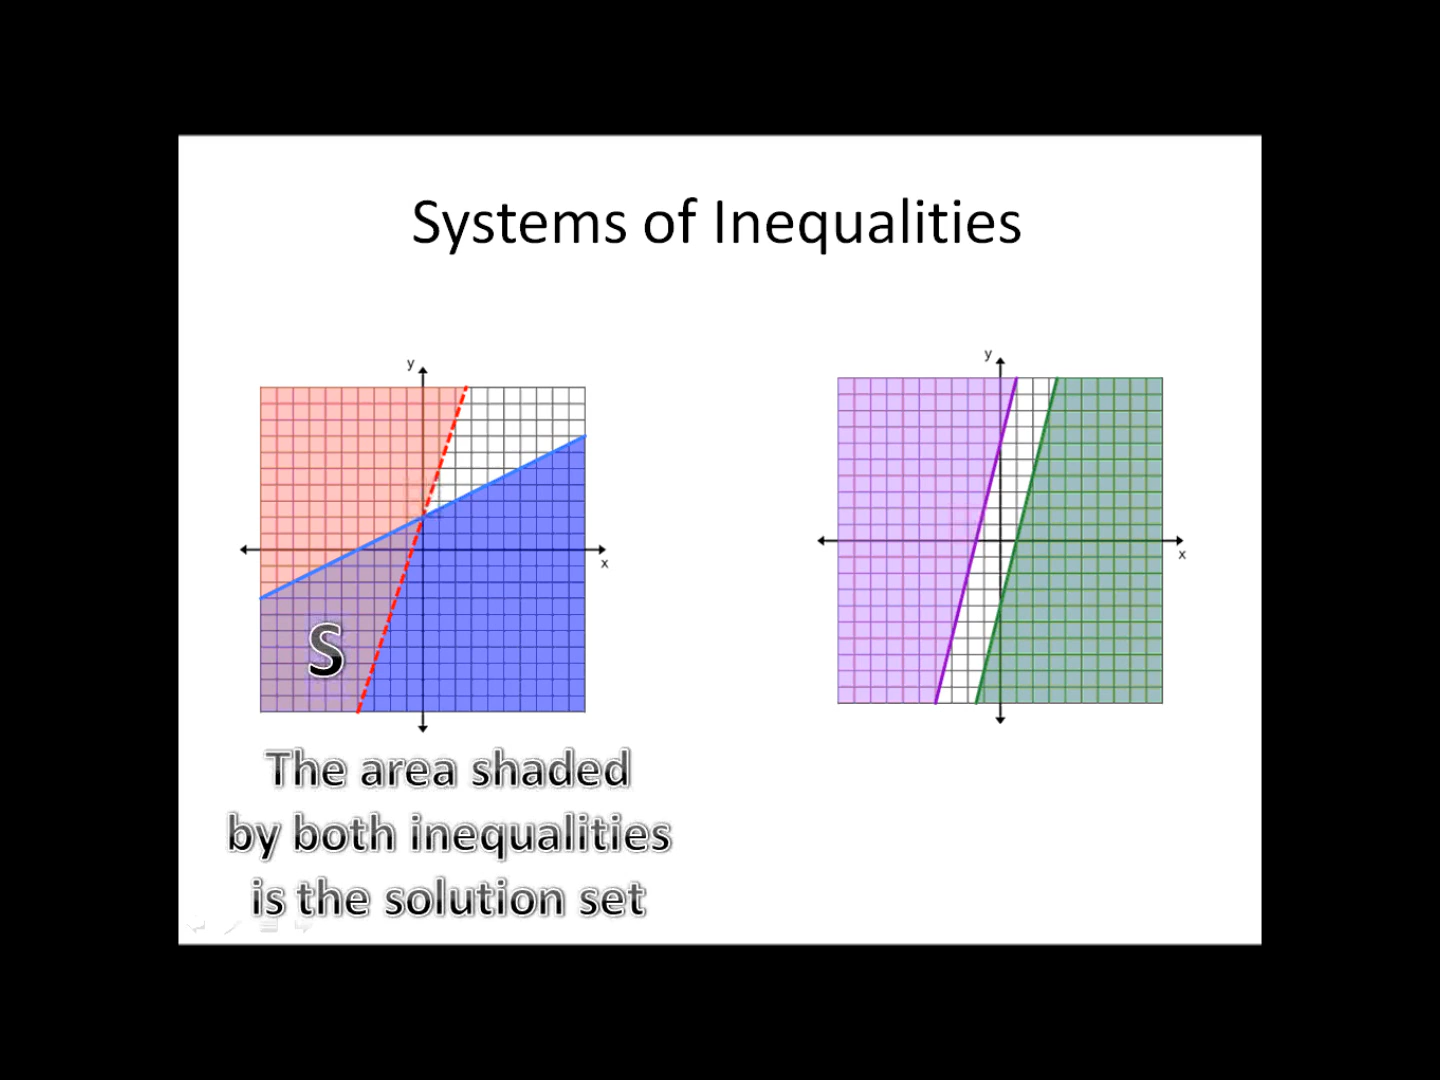 Systems of Inequalities
y
x
S
The area shaded
by both inequalities
is the solution set
y
x